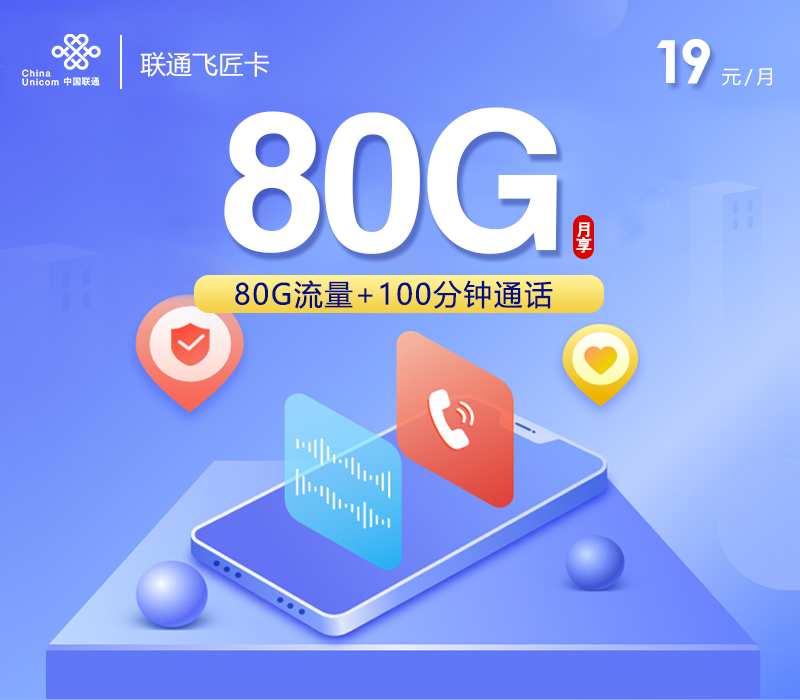 China
Unicom 中国联通
联通飞匠卡
19 元/月
80G
月享
80G流量+100分钟通话